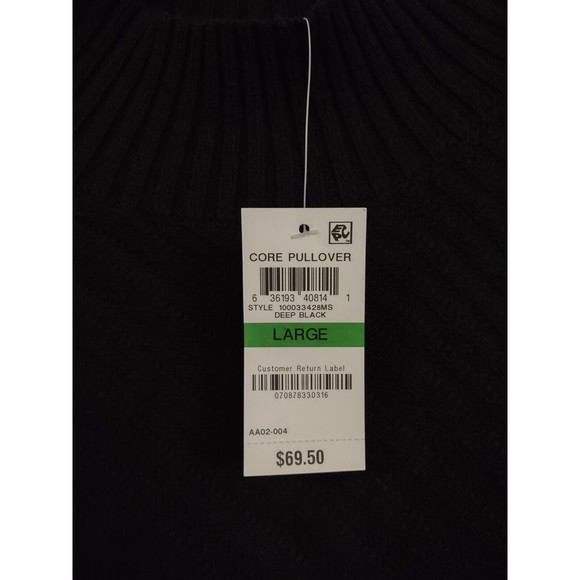 CORE PULLOVER
6 36193 40814 1
STYLE 100033428MS
DEEP BLACK
LARGE
Customer Return Label
070878330316
AA02-004
$69.50